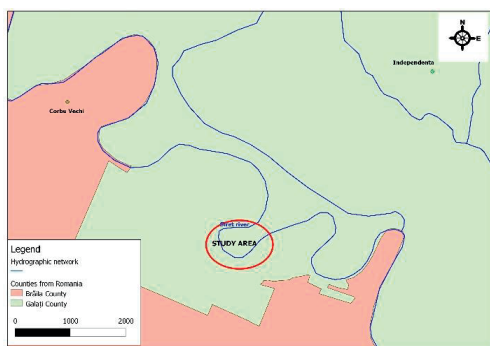 N
E
Independenta
Corbu Vechi
Siret river
STUDY AREA
Legend
Hydrographic network
Counties from Romania
Brăila County
Galați County
0 1000 2000